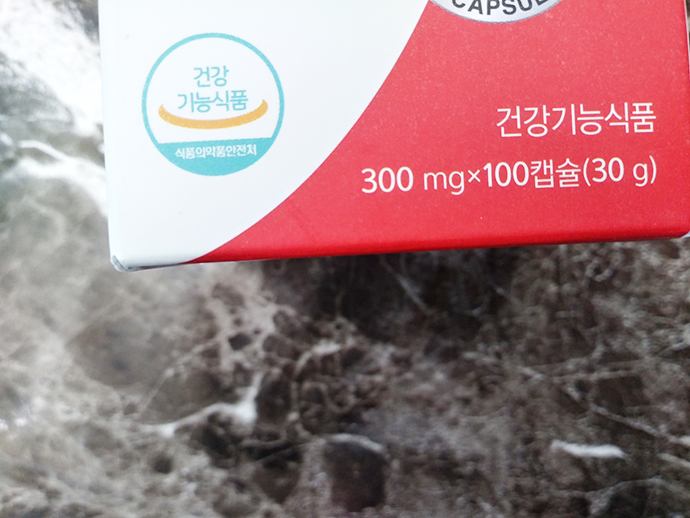 CAPSUL
건강
기능식품
식품의약품안전처
건강기능식품
300 mg×100캡슐(30 g)